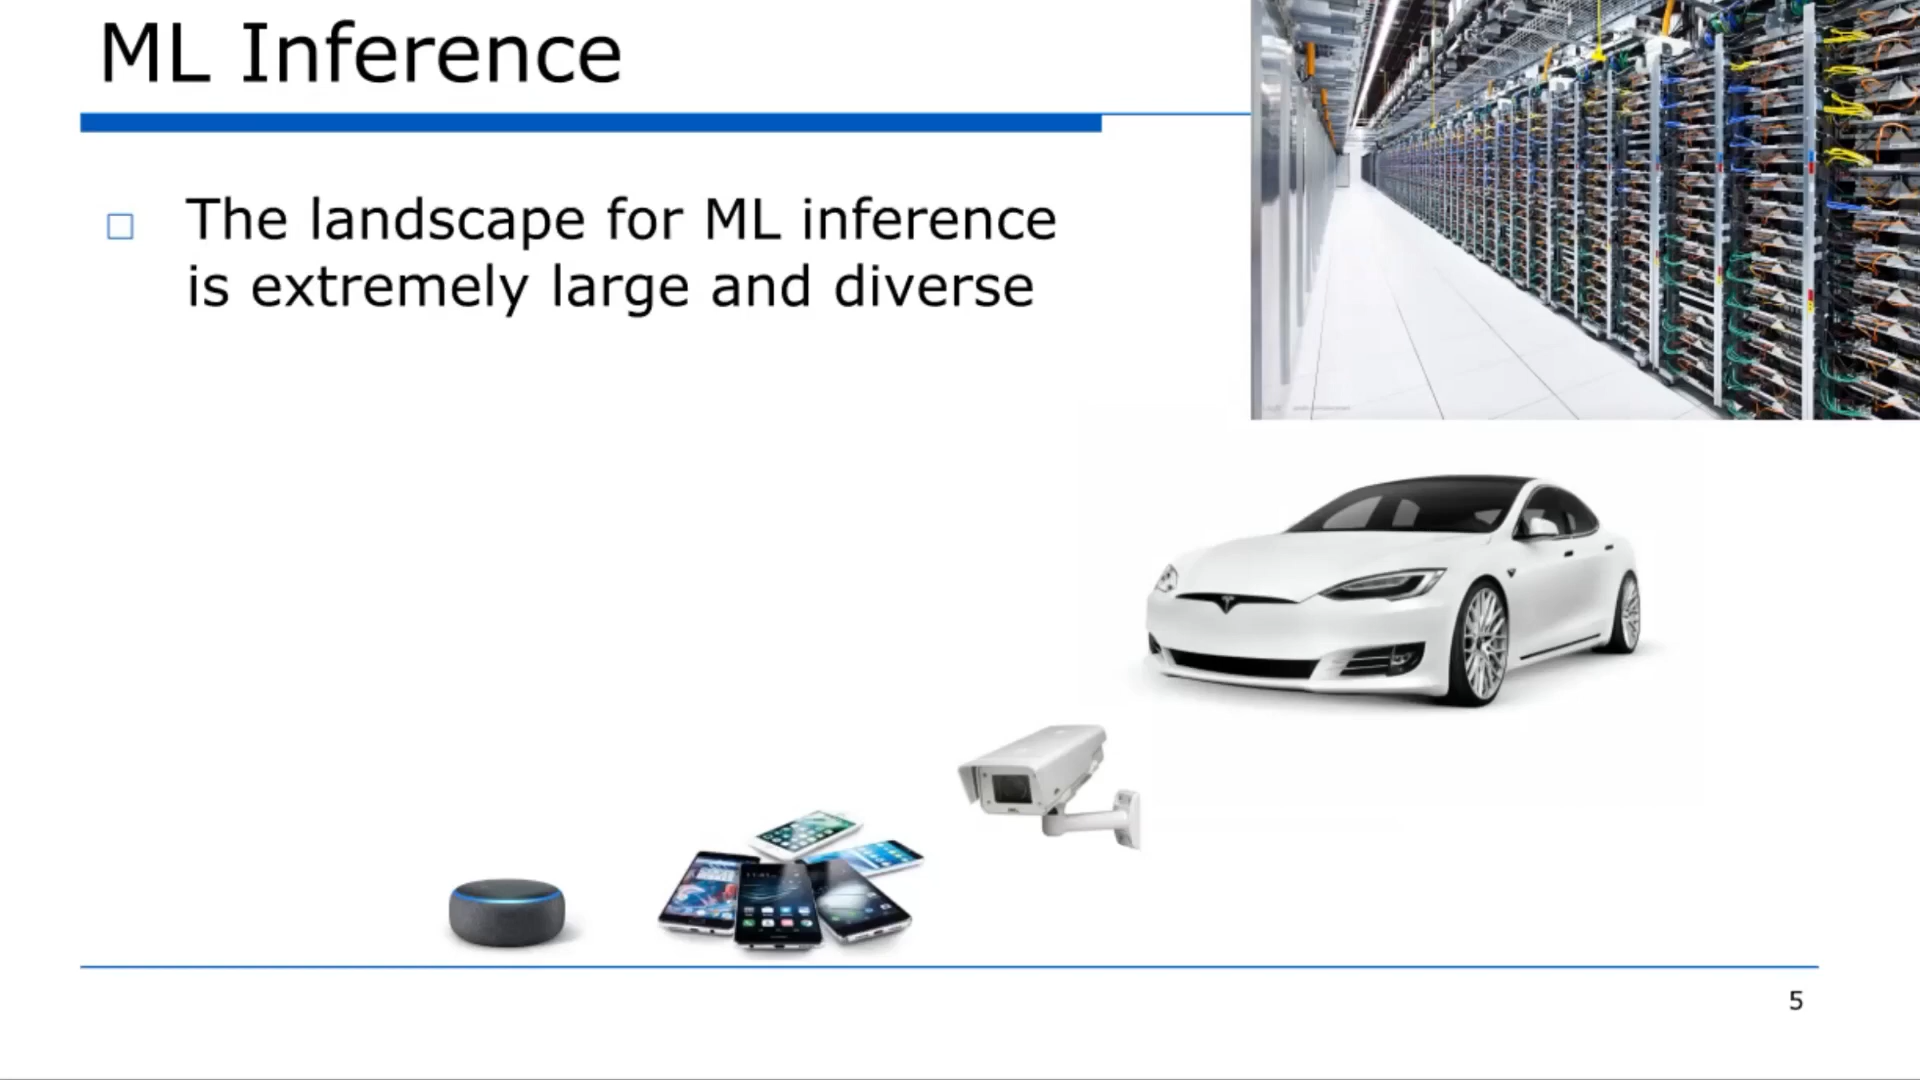 ML Inference
The landscape for ML inference
is extremely large and diverse
5